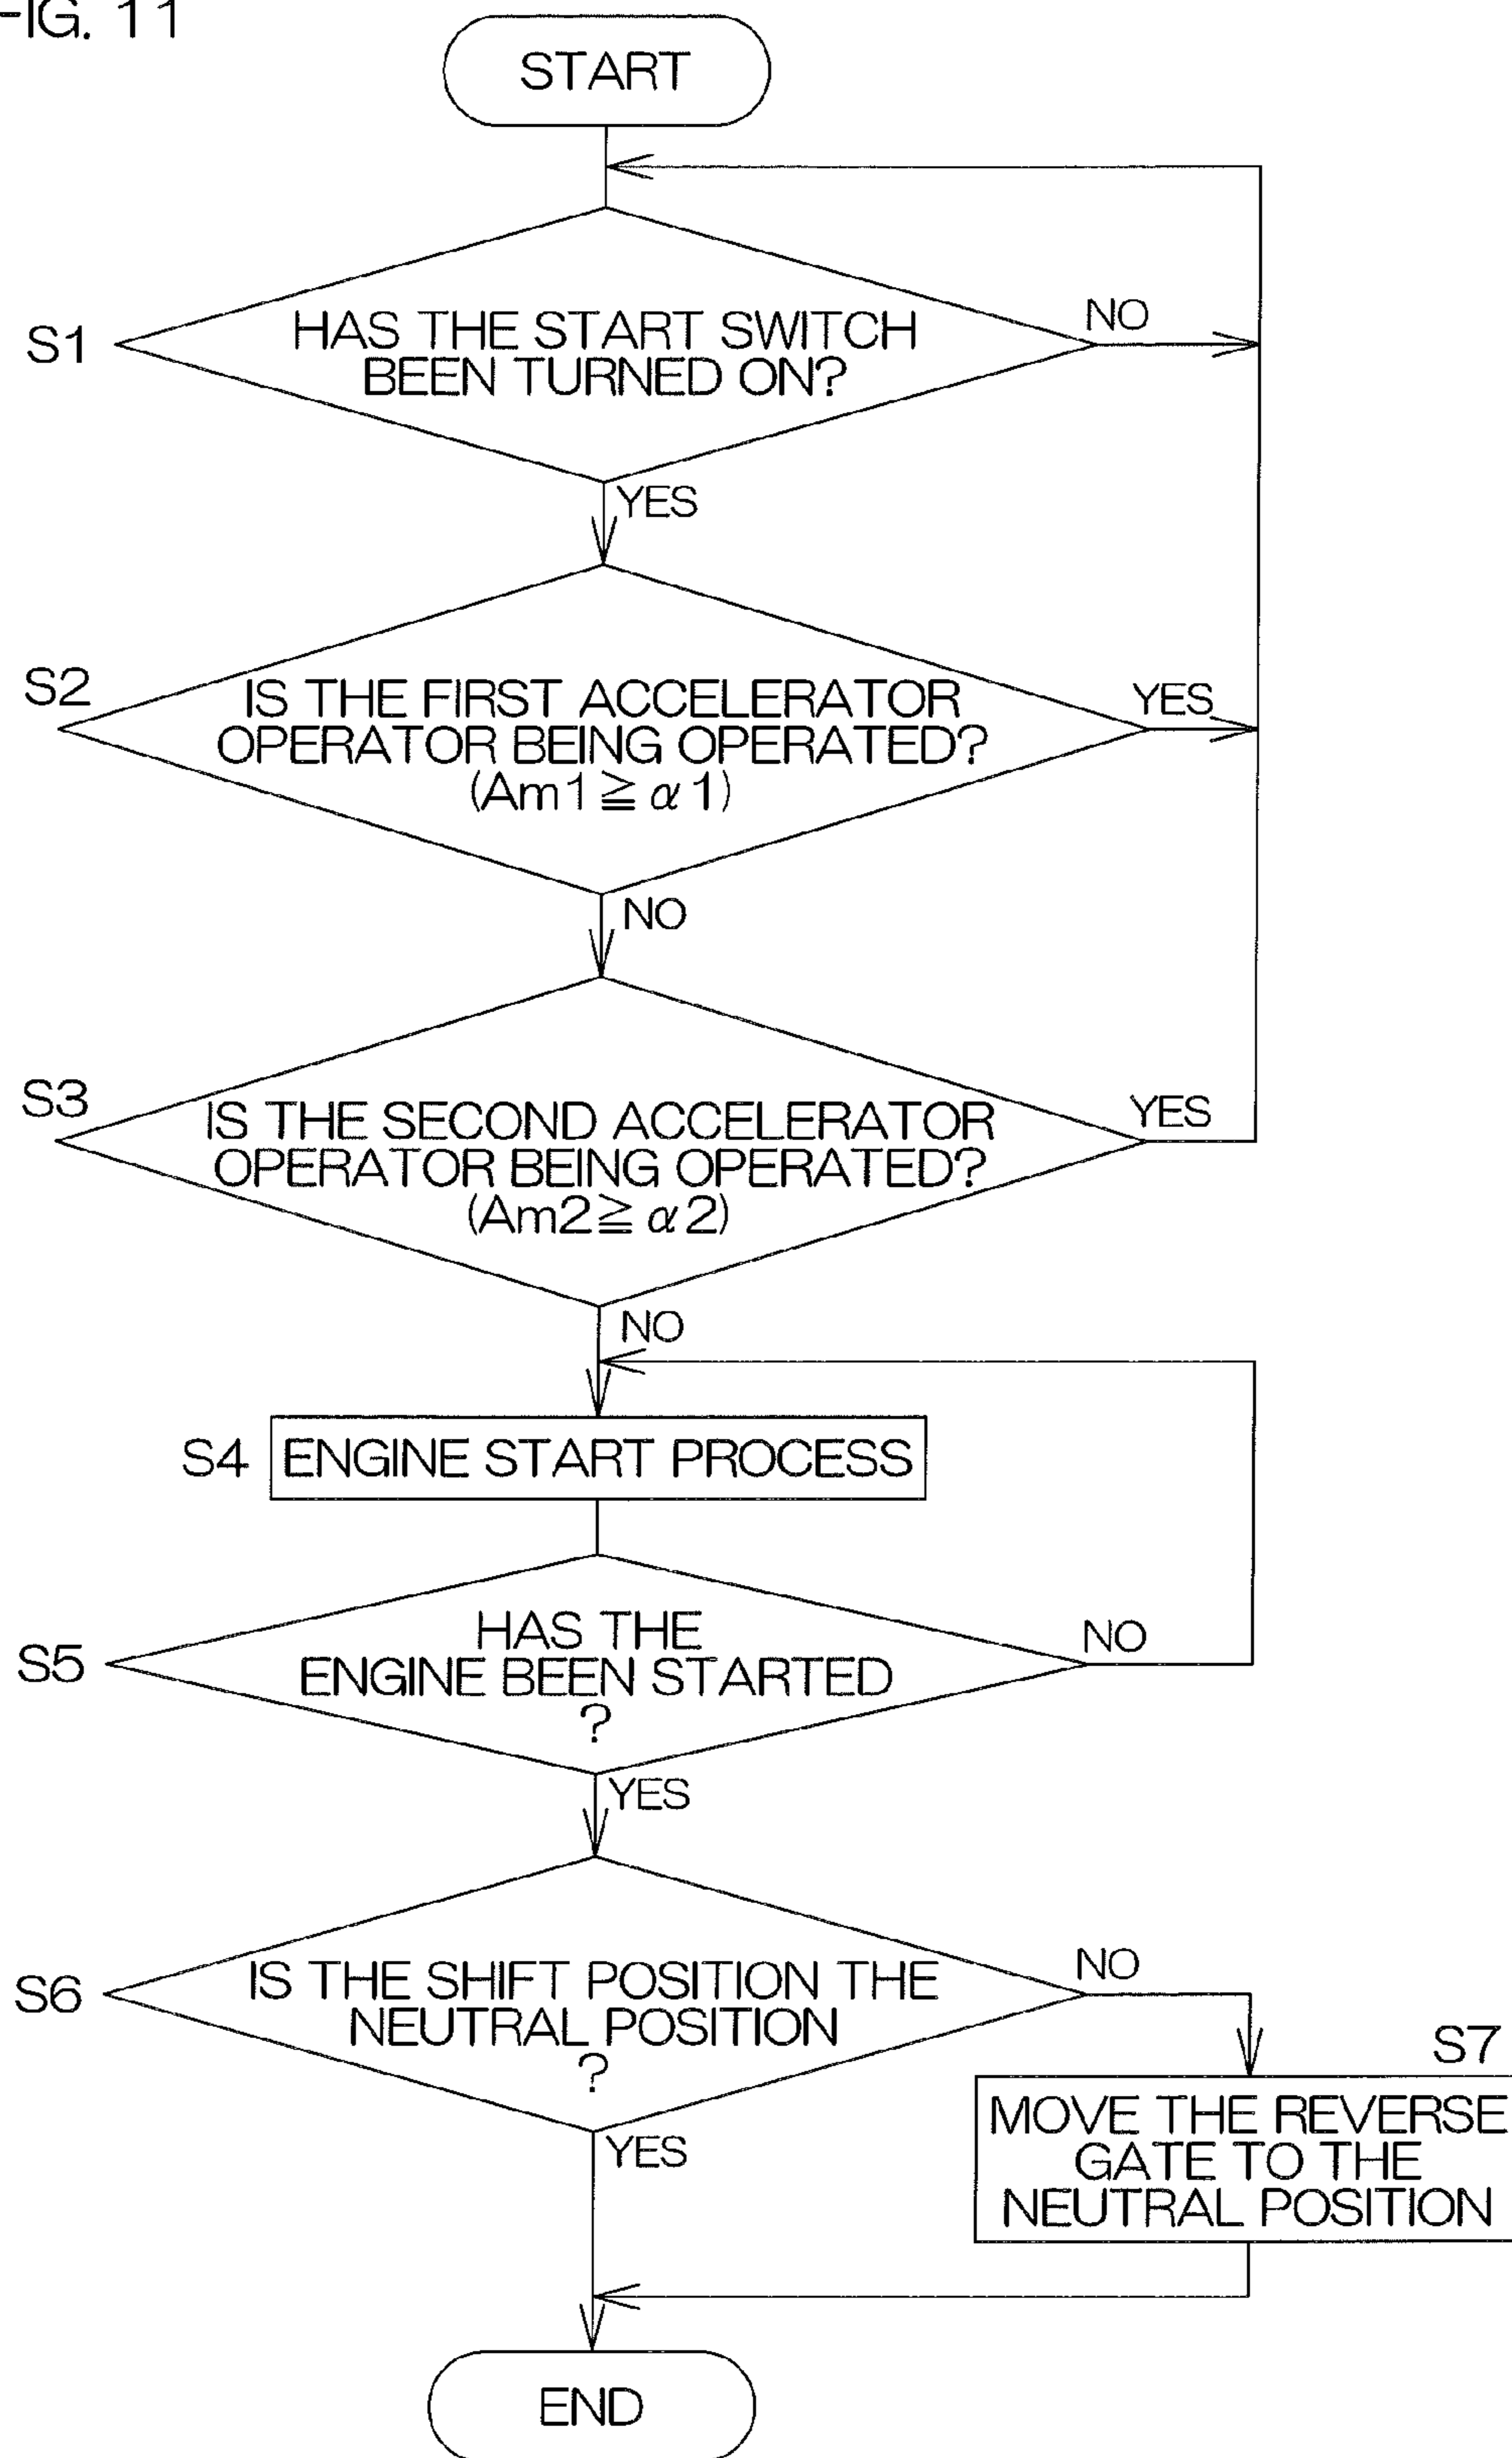 FIG. 11
START
S1
HAS THE START SWITCH
BEEN TURNED ON?
NO
YES
S2
IS THE FIRST ACCELERATOR
OPERATOR BEING OPERATED?
(Am1≧α1)
YES
NO
S3
IS THE SECOND ACCELERATOR
OPERATOR BEING OPERATED?
(Am2≧α2)
YES
NO
S4
ENGINE START PROCESS
S5
HAS THE
ENGINE BEEN STARTED
?
NO
YES
S6
IS THE SHIFT POSITION THE
NEUTRAL POSITION
?
NO
YES
S7
MOVE THE REVERSE
GATE TO THE
NEUTRAL POSITION
END